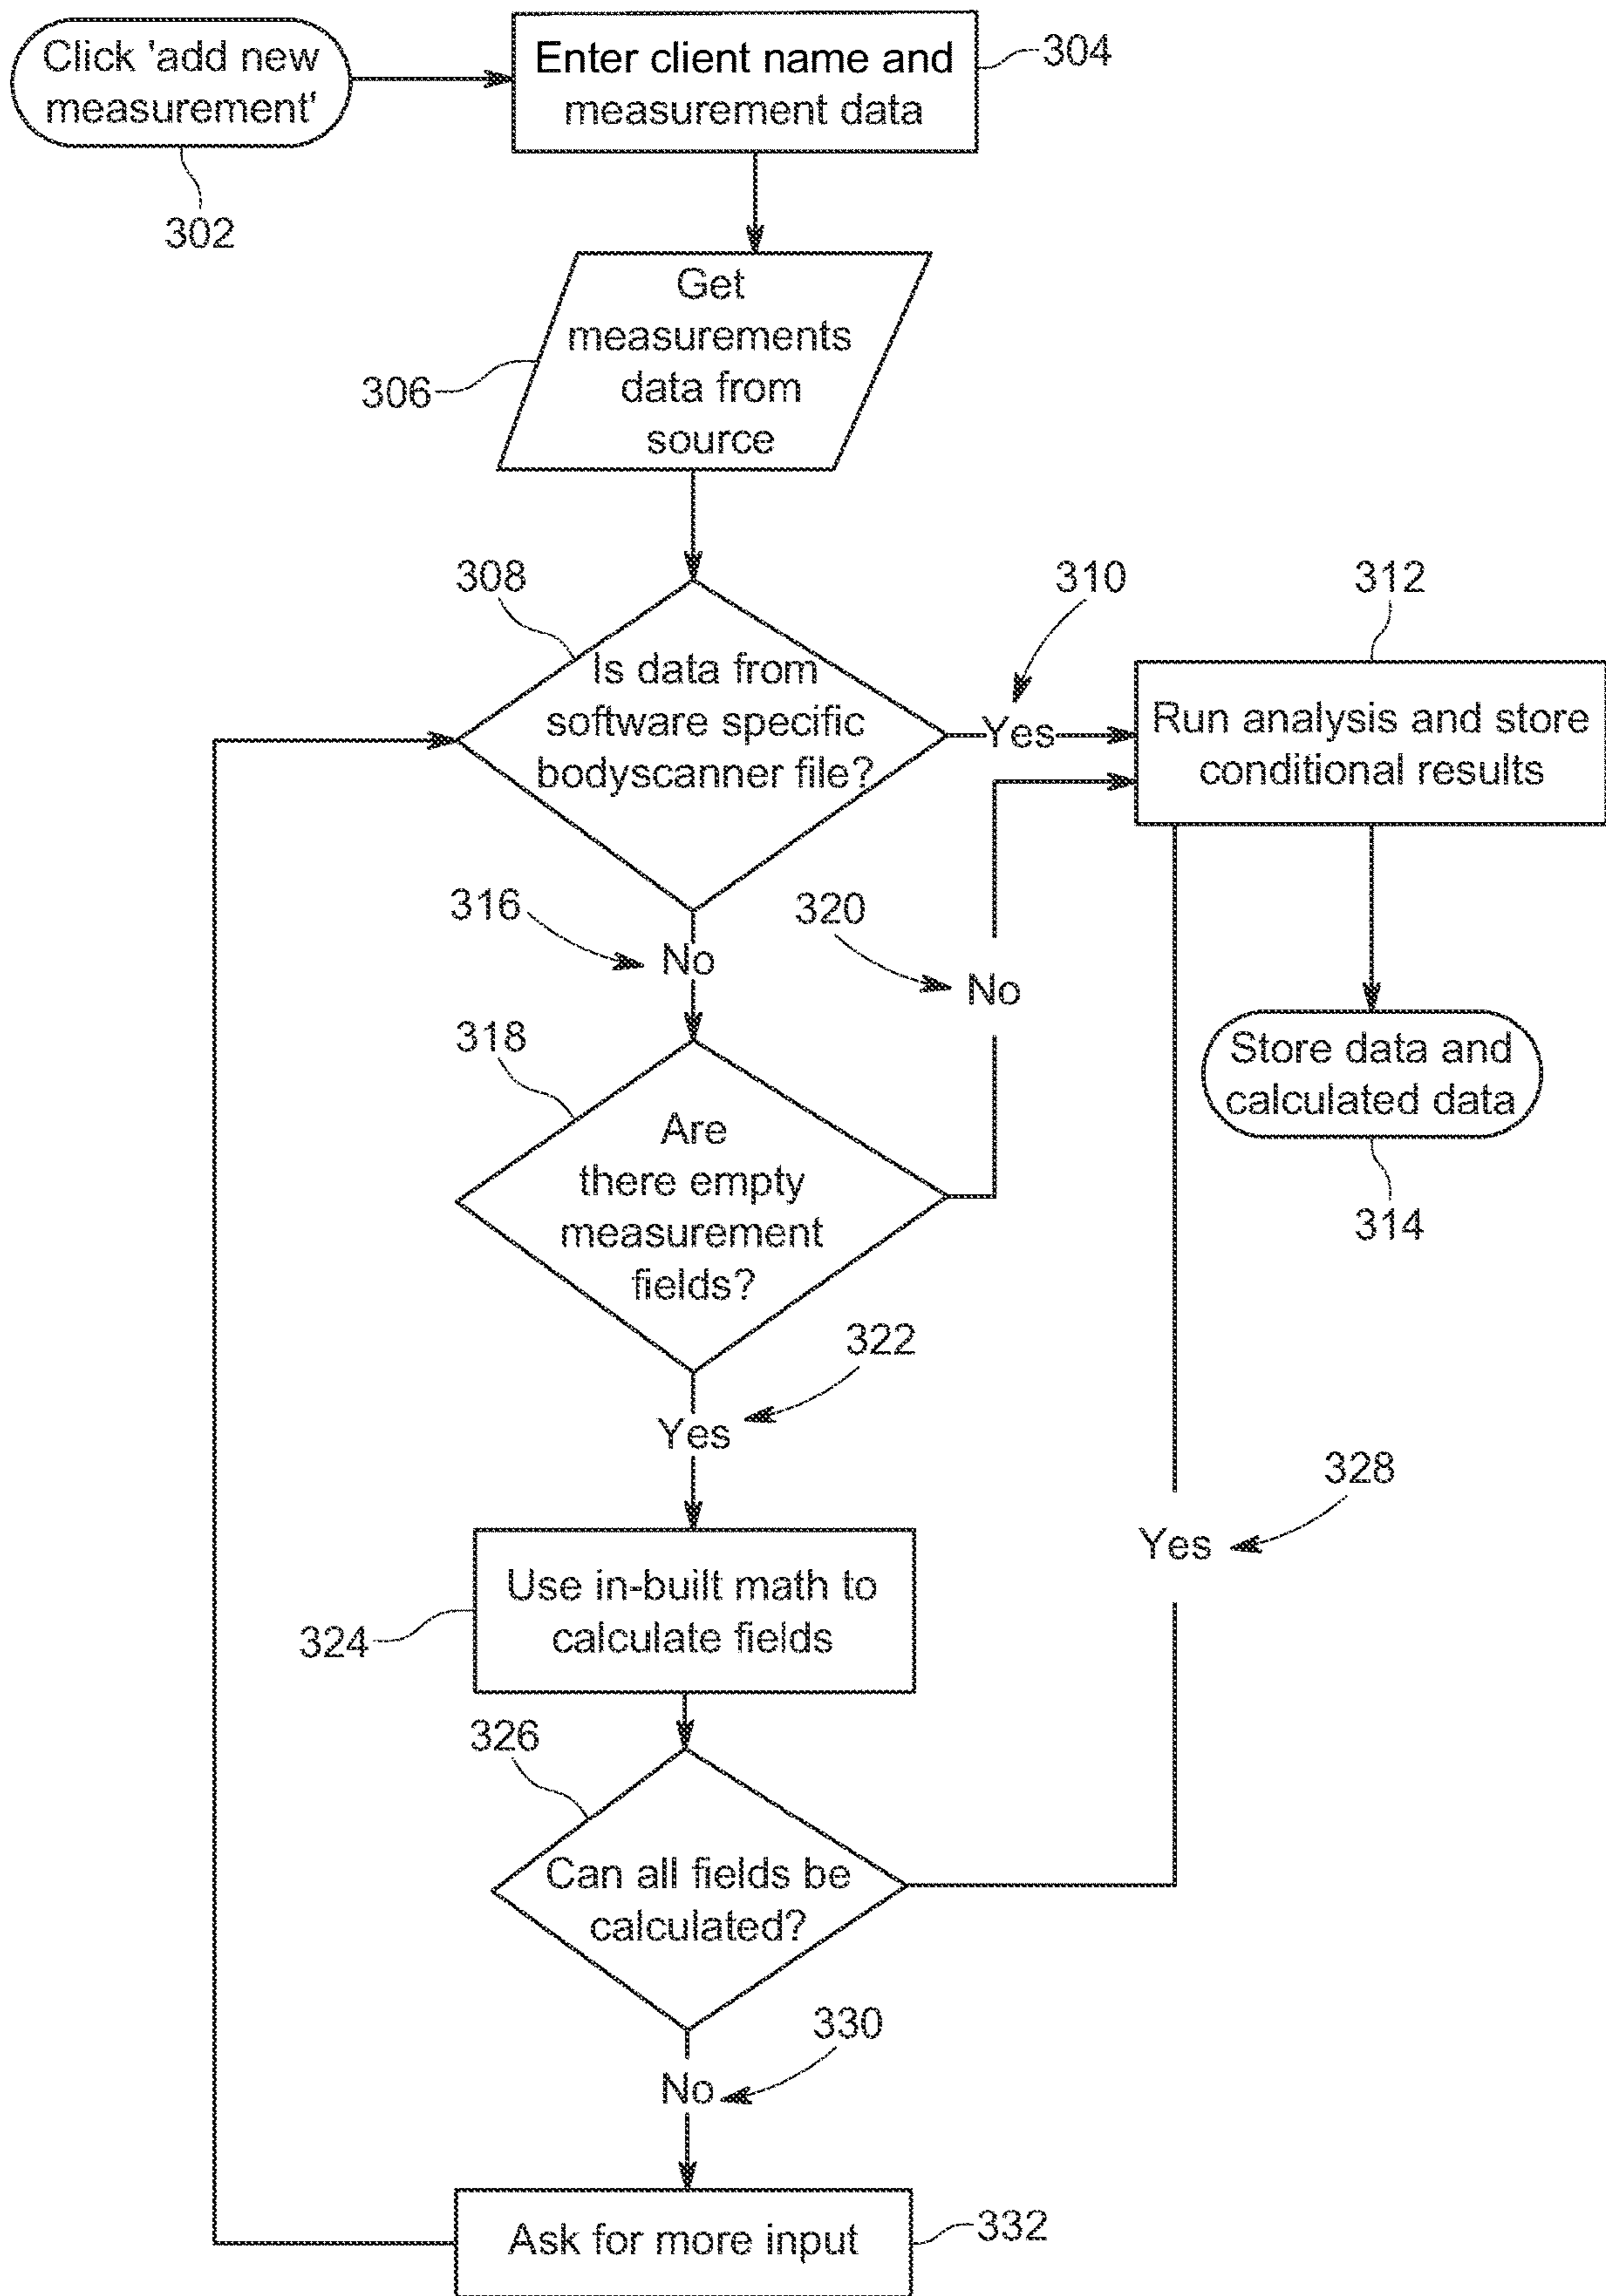 Click 'add new
measurement'
302
Enter client name and
measurement data
304
Get
measurements
data from
source
306
308
Is data from
software specific
bodyscanner file?
310
Yes
312
Run analysis and store
conditional results
316
No
320
No
Store data and
calculated data
314
318
Are
there empty
measurement
fields?
322
Yes
328
Yes
Use in-built math to
calculate fields
324
326
Can all fields be
calculated?
330
No
Ask for more input
332